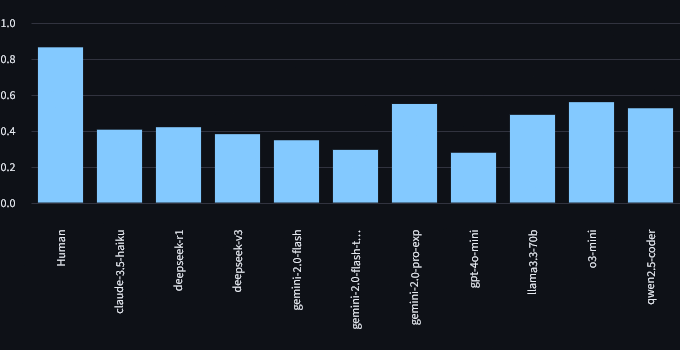 1.0
0.8
0.6
0.4
0.2
0.0
Human
claude-3.5-haiku
deepseek-r1
deepseek-v3
gemini-2.0-flash
gemini-2.0-flash-t…
gemini-2.0-pro-exp
gpt-4o-mini
llama3.3-70b
o3-mini
qwen2.5-coder